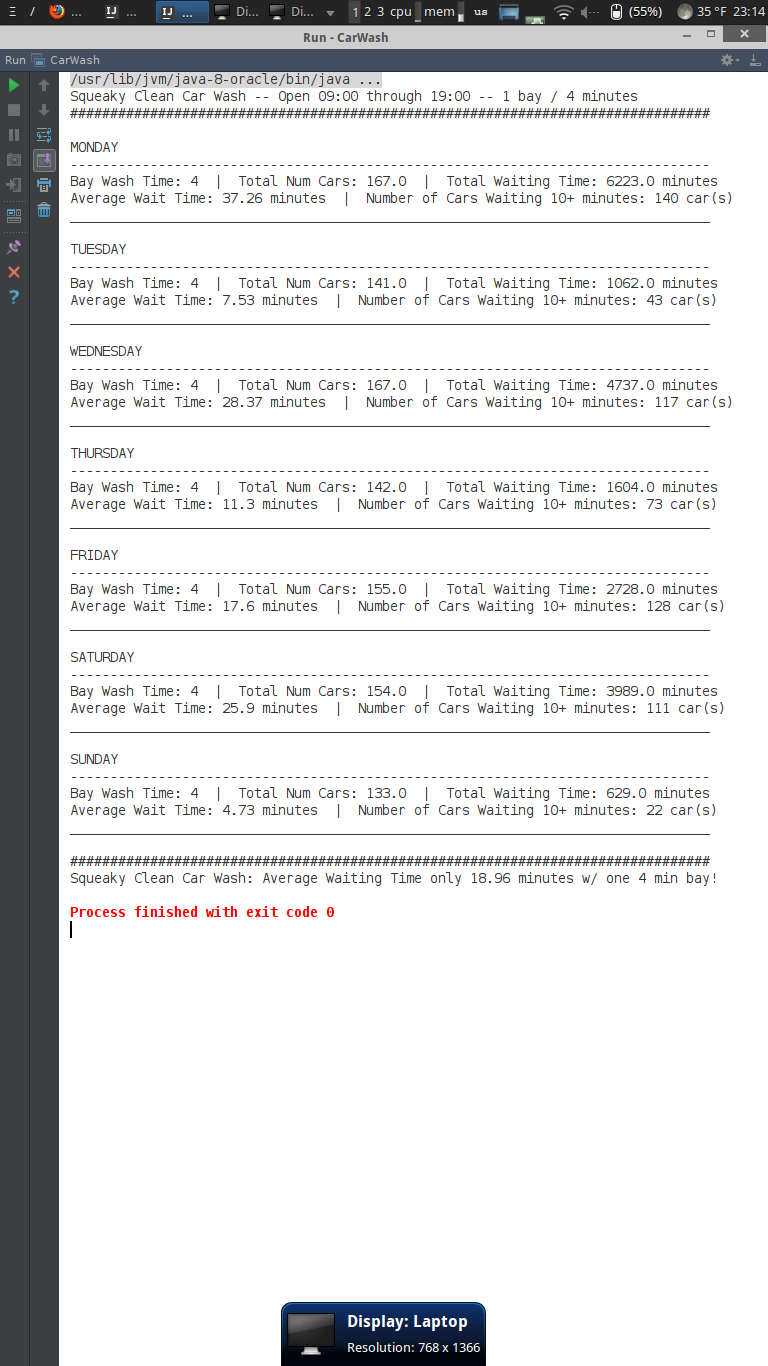 Ξ / ... IJ ... IJ ... Di... Di... 1 2 3 cpu mem us (55%) 35 °F 23:14
Run - CarWash
Run CarWash
/usr/lib/jvm/java-8-oracle/bin/java ...
Squeaky Clean Car Wash -- Open 09:00 through 19:00 -- 1 bay / 4 minutes
################################################################################
MONDAY
--------------------------------------------------------------------------------
Bay Wash Time: 4  |  Total Num Cars: 167.0  |  Total Waiting Time: 6223.0 minutes
Average Wait Time: 37.26 minutes  |  Number of Cars Waiting 10+ minutes: 140 car(s)
________________________________________________________________________________
TUESDAY
--------------------------------------------------------------------------------
Bay Wash Time: 4  |  Total Num Cars: 141.0  |  Total Waiting Time: 1062.0 minutes
Average Wait Time: 7.53 minutes  |  Number of Cars Waiting 10+ minutes: 43 car(s)
________________________________________________________________________________
WEDNESDAY
--------------------------------------------------------------------------------
Bay Wash Time: 4  |  Total Num Cars: 167.0  |  Total Waiting Time: 4737.0 minutes
Average Wait Time: 28.37 minutes  |  Number of Cars Waiting 10+ minutes: 117 car(s)
________________________________________________________________________________
THURSDAY
--------------------------------------------------------------------------------
Bay Wash Time: 4  |  Total Num Cars: 142.0  |  Total Waiting Time: 1604.0 minutes
Average Wait Time: 11.3 minutes  |  Number of Cars Waiting 10+ minutes: 73 car(s)
________________________________________________________________________________
FRIDAY
--------------------------------------------------------------------------------
Bay Wash Time: 4  |  Total Num Cars: 155.0  |  Total Waiting Time: 2728.0 minutes
Average Wait Time: 17.6 minutes  |  Number of Cars Waiting 10+ minutes: 128 car(s)
________________________________________________________________________________
SATURDAY
--------------------------------------------------------------------------------
Bay Wash Time: 4  |  Total Num Cars: 154.0  |  Total Waiting Time: 3989.0 minutes
Average Wait Time: 25.9 minutes  |  Number of Cars Waiting 10+ minutes: 111 car(s)
________________________________________________________________________________
SUNDAY
--------------------------------------------------------------------------------
Bay Wash Time: 4  |  Total Num Cars: 133.0  |  Total Waiting Time: 629.0 minutes
Average Wait Time: 4.73 minutes  |  Number of Cars Waiting 10+ minutes: 22 car(s)
________________________________________________________________________________
################################################################################
Squeaky Clean Car Wash: Average Waiting Time only 18.96 minutes w/ one 4 min bay!
Process finished with exit code 0
Display: Laptop
Resolution: 768 x 1366